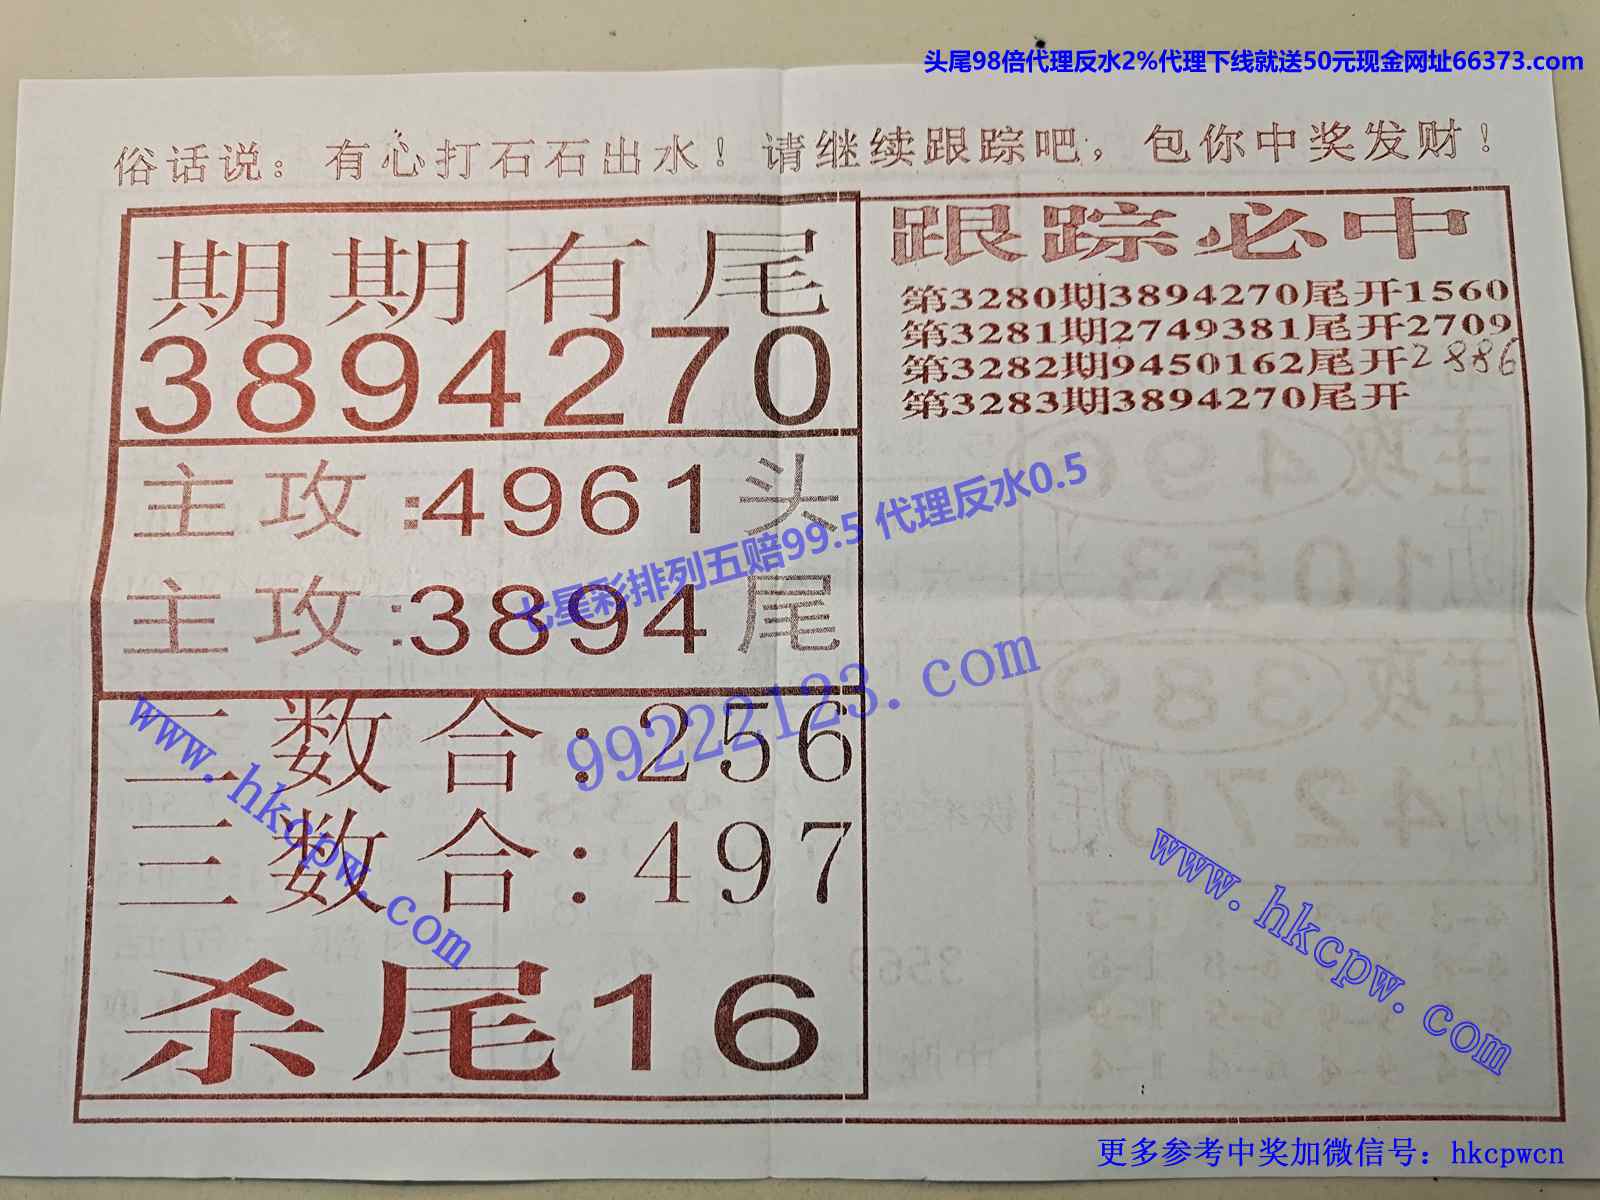 头尾98倍代理反水2%代理下线就送50元现金网址66373.com
俗话说：有心打石石出水！请继续跟踪吧，包你中奖发财！
期期有尾
3894270
主攻:4961头
主攻:3894尾
三数合:256
三数合:497
杀尾16
跟踪必中
第3280期3894270尾开1560
第3281期2749381尾开2709
第3282期9450162尾开2886
第3283期3894270尾开
七星彩排列五赔99.5 代理反水0.5
99222123.com
www.hkcpw.com
www.hkcpw.com
更多参考中奖加微信号：hkcpwcn